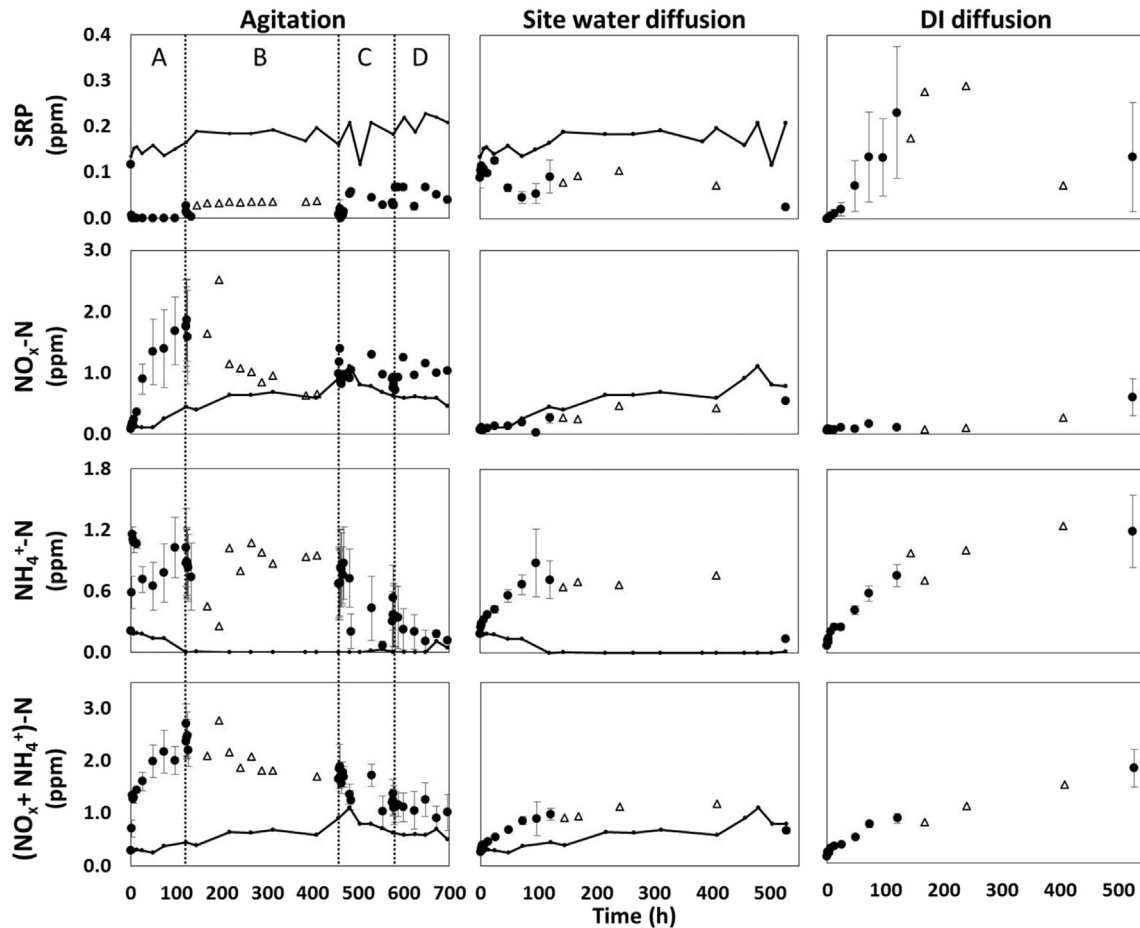 Agitation Site water diffusion DI diffusion
A B C D
SRP
(ppm)
0.4
0.3
0.2
0.1
0.0
NOx-N
(ppm)
3.0
2.0
1.0
0.0
NH4+-N
(ppm)
1.8
1.2
0.6
0.0
(NOx+ NH4+)-N
(ppm)
3.0
2.0
1.0
0.0
0 100 200 300 400 500 600 700 0 100 200 300 400 500 0 100 200 300 400 500
Time (h)